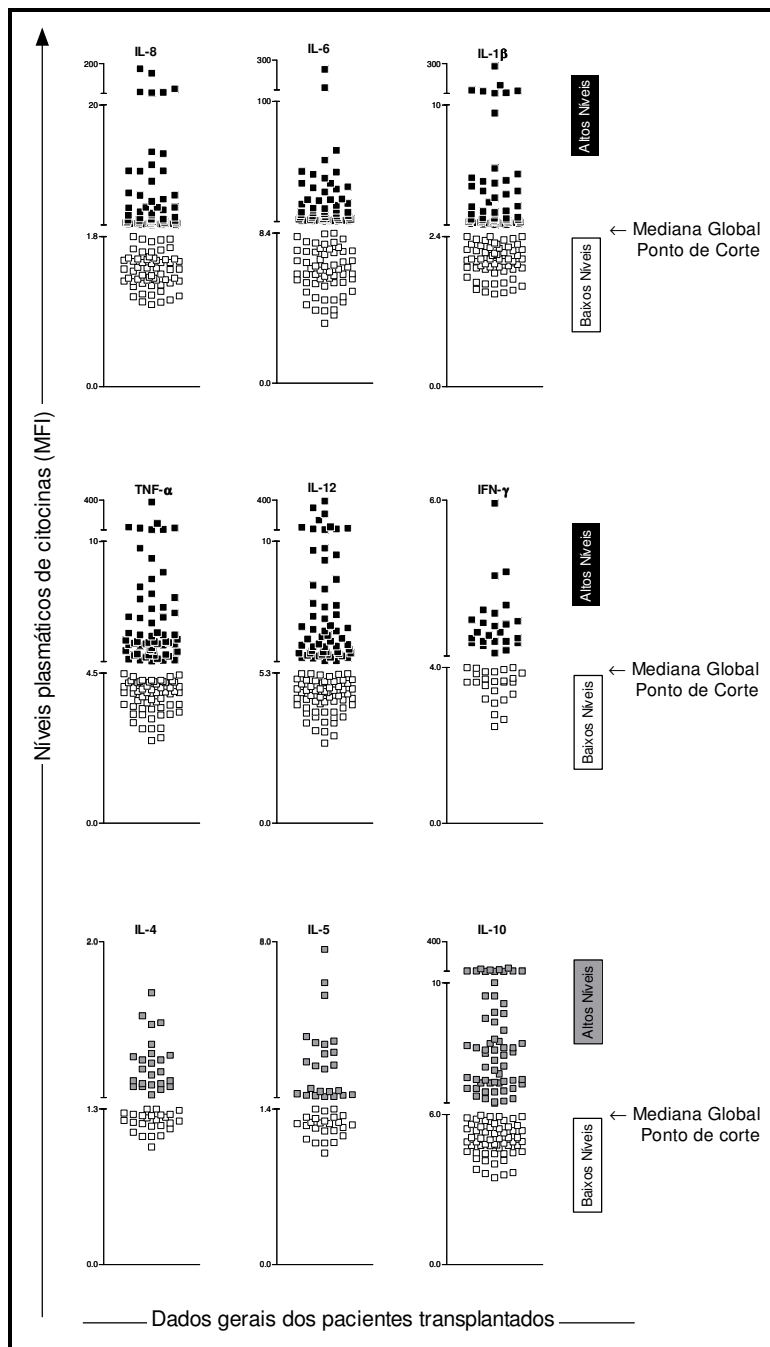 Níveis plasmáticos de citocinas (MFI)
IL-8
IL-6
IL-1β
200
20
1.8
0.0
300
100
8.4
0.0
300
10
2.4
0.0
Altos Níveis
← Mediana Global
Ponto de Corte
Baixos Níveis
TNF-α
IL-12
IFN-γ
400
10
4.5
0.0
400
10
5.3
0.0
6.0
4.0
0.0
Altos Níveis
← Mediana Global
Ponto de Corte
Baixos Níveis
IL-4
IL-5
IL-10
2.0
1.3
0.0
8.0
1.4
0.0
400
10
6.0
0.0
Altos Níveis
← Mediana Global
Ponto de corte
Baixos Níveis
Dados gerais dos pacientes transplantados